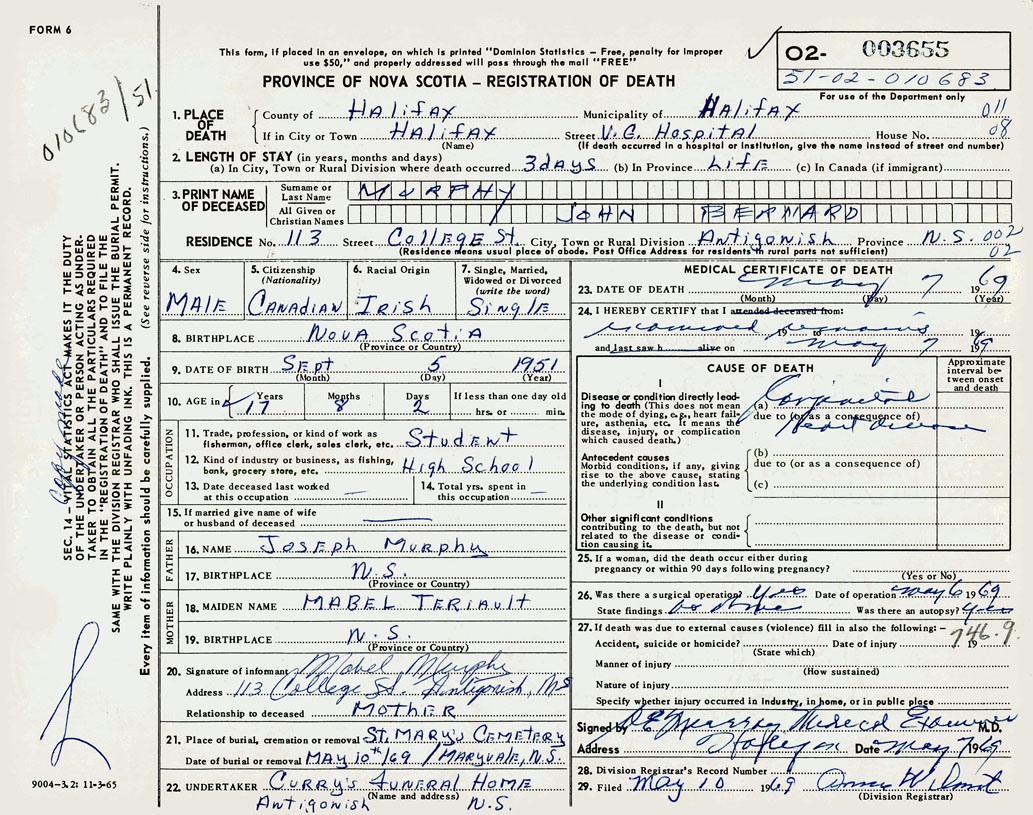 FORM 6
This form, if placed in an envelope, on which is printed "Dominion Statistics – Free, penalty for improper
use $50," and properly addressed will pass through the mail "FREE"
PROVINCE OF NOVA SCOTIA – REGISTRATION OF DEATH
02- 003655
51-02-010683
For use of the Department only
010683/51
SEC. 14 – VITAL STATISTICS ACT MAKES IT THE DUTY
OF THE UNDERTAKER OR PERSON ACTING AS UNDER-
TAKER TO OBTAIN ALL THE PARTICULARS REQUIRED
IN THE "REGISTRATION OF DEATH" AND TO FILE THE
SAME WITH THE DIVISION REGISTRAR WHO SHALL ISSUE THE BURIAL PERMIT.
WRITE PLAINLY WITH UNFADING INK. THIS IS A PERMANENT RECORD.
Every item of information should be carefully supplied. (See reverse side for instructions.)
1. PLACE OF DEATH County of Halifax Municipality of Halifax 011
If in City or Town Halifax Street V.G. Hospital House No. 08
(Name) (If death occurred in a hospital or institution, give the name instead of street and number)
2. LENGTH OF STAY (in years, months and days)
(a) In City, Town or Rural Division where death occurred 3 days (b) In Province Life (c) In Canada (if immigrant)
3. PRINT NAME OF DECEASED Surname or Last Name MURPHY
All Given or Christian Names JOHN BERNARD
RESIDENCE No. 113 Street College St. City, Town or Rural Division Antigonish Province N.S. 002
(Residence means usual place of abode. Post Office Address for residents in rural parts not sufficient) 02
4. Sex 5. Citizenship (Nationality) 6. Racial Origin 7. Single, Married, Widowed or Divorced (write the word)
Male Canadian Irish Single
8. BIRTHPLACE Nova Scotia
(Province or Country)
9. DATE OF BIRTH Sept 5 1951
(Month) (Day) (Year)
10. AGE in Years Months Days If less than one day old
17 8 2 hrs. or min.
OCCUPATION
11. Trade, profession, or kind of work as
fisherman, office clerk, sales clerk, etc. Student
12. Kind of industry or business, as fishing,
bank, grocery store, etc. High School
13. Date deceased last worked
at this occupation —
14. Total yrs. spent in
this occupation —
15. If married give name of wife
or husband of deceased —
FATHER
16. NAME Joseph Murphy
17. BIRTHPLACE N.S.
(Province or Country)
MOTHER
18. MAIDEN NAME MABEL TERIAULT
19. BIRTHPLACE N.S.
(Province or Country)
20. Signature of informant Mabel Murphy
Address 113 College St. Antigonish, NS
Relationship to deceased Mother
21. Place of burial, cremation or removal St. Mary's Cemetery
Date of burial or removal May 10th/69 / Maryvale, N.S.
22. UNDERTAKER Curry's Funeral Home
(Name and address)
Antigonish N.S.
MEDICAL CERTIFICATE OF DEATH
23. DATE OF DEATH May 7 1969
(Month) (Day) (Year)
24. I HEREBY CERTIFY that I attended deceased from:
examined remains 19 to 19
and last saw h alive on May 7 1969
CAUSE OF DEATH
Approximate interval between onset and death
I
Disease or condition directly lead-
ing to death (This does not
mean the mode of dying, e.g., heart fail-
ure, asthenia, etc. It means the
disease, injury, or complication
which caused death.)
(a) Congenital
due to (or as a consequence of)
Heart Disease
Antecedent causes
Morbid conditions, if any, giving
rise to the above cause, stating
the underlying condition last.
(b)
due to (or as a consequence of)
(c)
II
Other significant conditions
contributing to the death, but not
related to the disease or condi-
tion causing it.
25. If a woman, did the death occur either during
pregnancy or within 90 days following pregnancy?
(Yes or No)
26. Was there a surgical operation? Yes Date of operation May 6 1969
State findings as above Was there an autopsy? Yes
27. If death was due to external causes (violence) fill in also the following: – 746.9
Accident, suicide or homicide? Date of injury 19
(State which)
Manner of injury
(How sustained)
Nature of injury
Specify whether injury occurred in Industry, in home, or in public place
Signed by Medical Examiner M.D.
Address Halifax Date May 7 1969
28. Division Registrar's Record Number
29. Filed May 10 1969
(Division Registrar)
9004–3.2: 11-3-65